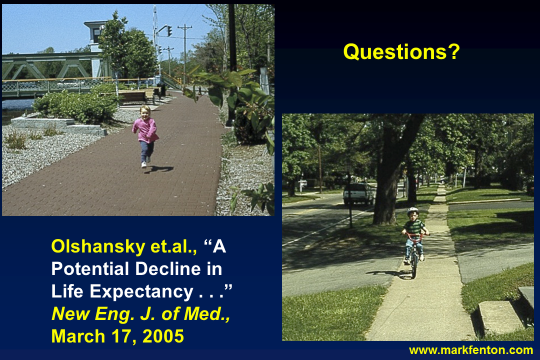 Questions?
Olshansky et.al., “A
Potential Decline in
Life Expectancy . . .”
New Eng. J. of Med.,
March 17, 2005
www.markfenton.com